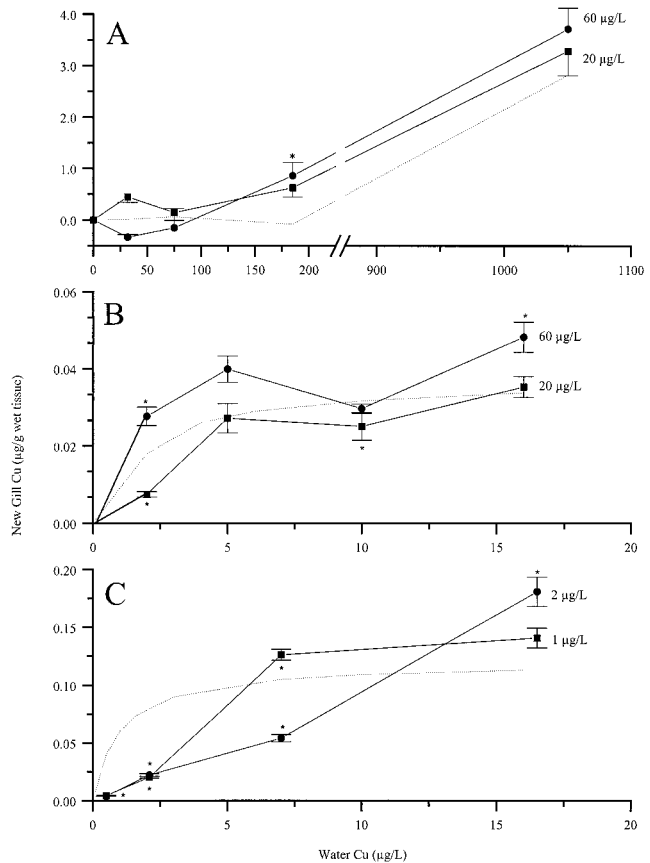 A
4.0
3.0
2.0
1.0
0.0
60 µg/L
20 µg/L
*
0 50 100 150 200 900 1000 1100
New Gill Cu (µg/g wet tissue)
B
0.06
0.04
0.02
0.00
* * * * 
60 µg/L
20 µg/L
0 5 10 15 20
C
0.20
0.15
0.10
0.05
0.00
* * * * * *
2 µg/L
1 µg/L
0 5 10 15 20
Water Cu (µg/L)